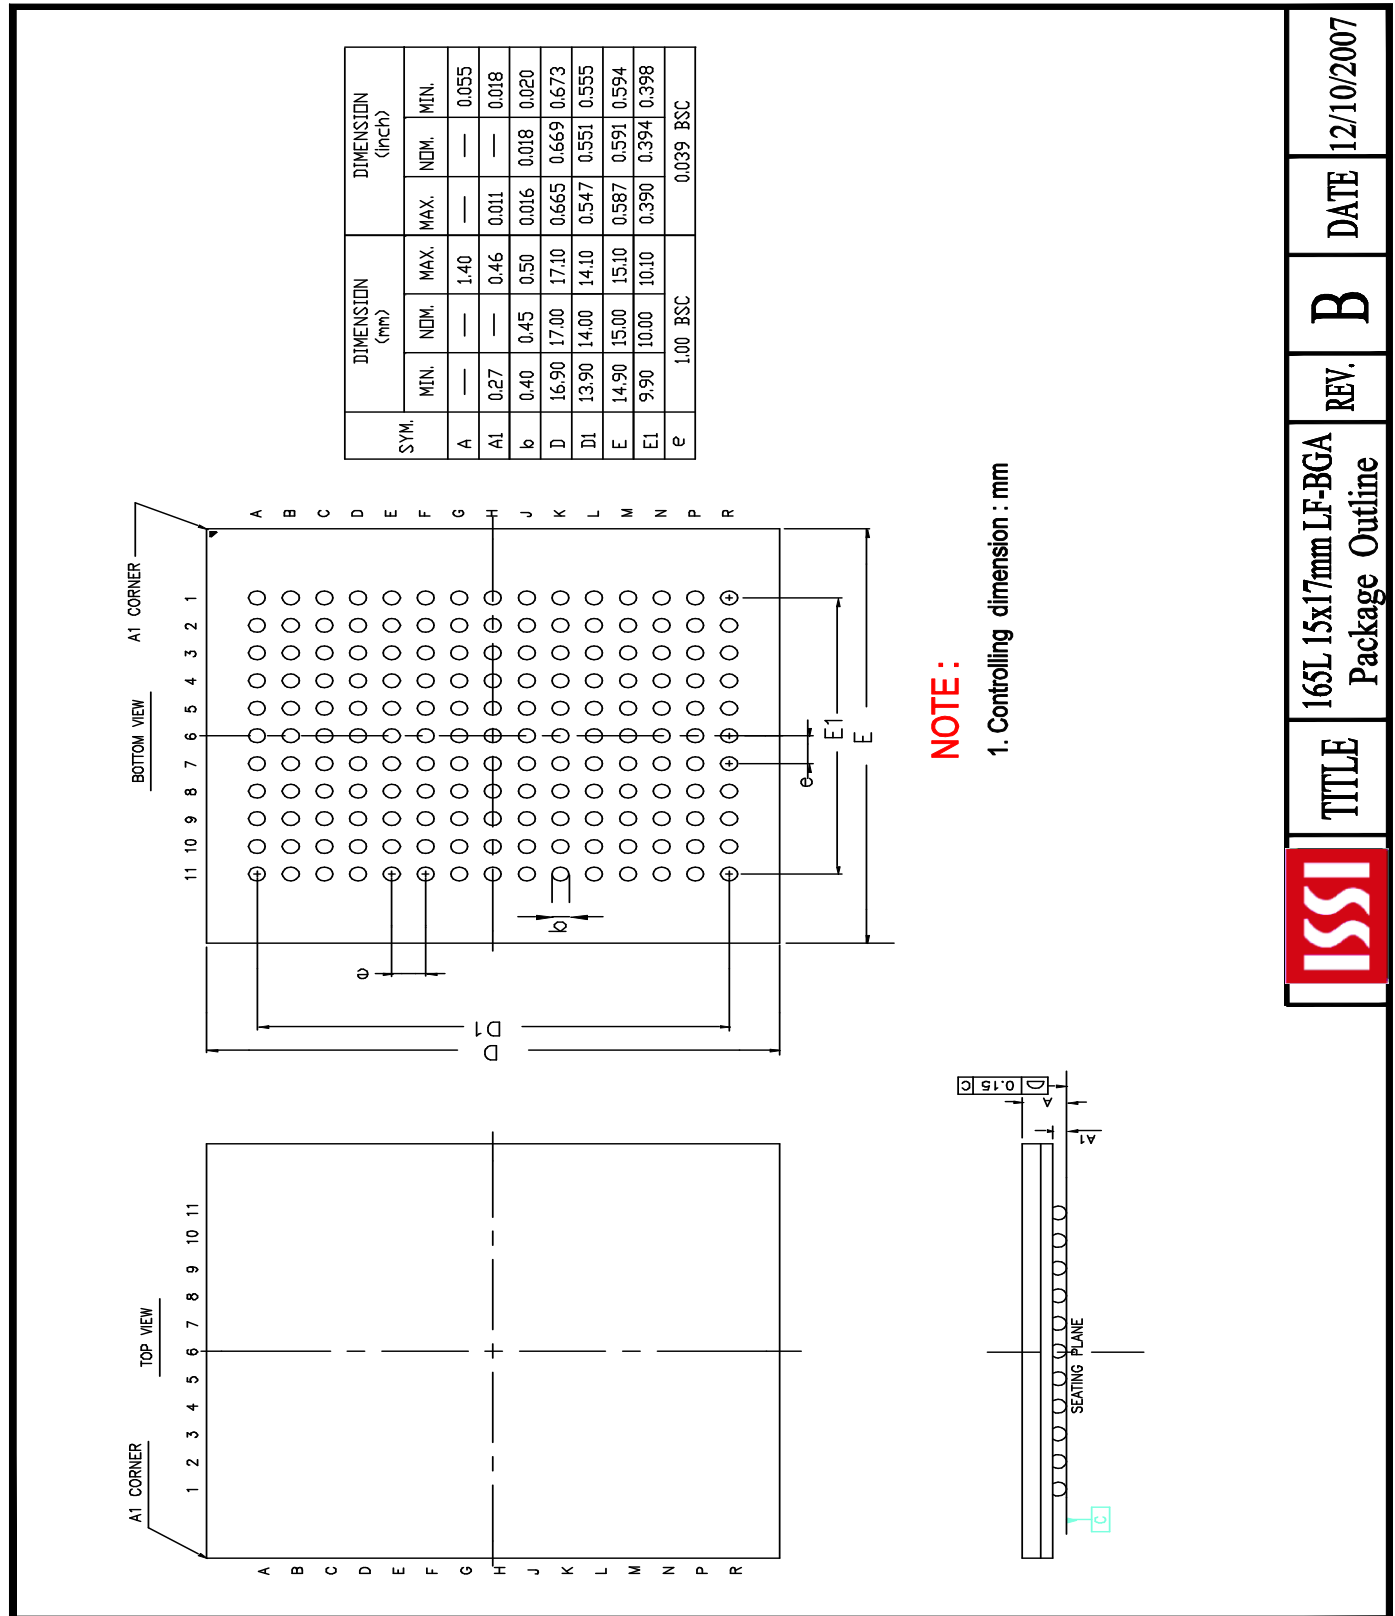 A1 CORNER
TOP VIEW
1 2 3 4 5 6 7 8 9 10 11
A
B
C
D
E
F
G
H
J
K
L
M
N
P
R
BOTTOM VIEW
A1 CORNER
11 10 9 8 7 6 5 4 3 2 1
A
B
C
D
E
F
G
H
J
K
L
M
N
P
R
e
D1
D
b
e
E1
E
SYM. DIMENSION (mm) DIMENSION (inch)
MIN. NOM. MAX. MAX. NOM. MIN.
A — — 1.40 — — 0.055
A1 0.27 — 0.46 0.011 — 0.018
b 0.40 0.45 0.50 0.016 0.018 0.020
D 16.90 17.00 17.10 0.665 0.669 0.673
D1 13.90 14.00 14.10 0.547 0.551 0.555
E 14.90 15.00 15.10 0.587 0.591 0.594
E1 9.90 10.00 10.10 0.390 0.394 0.398
e 1.00 BSC 0.039 BSC
NOTE :
1. Controlling dimension : mm
C
SEATING PLANE
D 0.15 C
A
A1
ISSI
TITLE
165L 15x17mm LF-BGA
Package Outline
REV.
B
DATE
12/10/2007